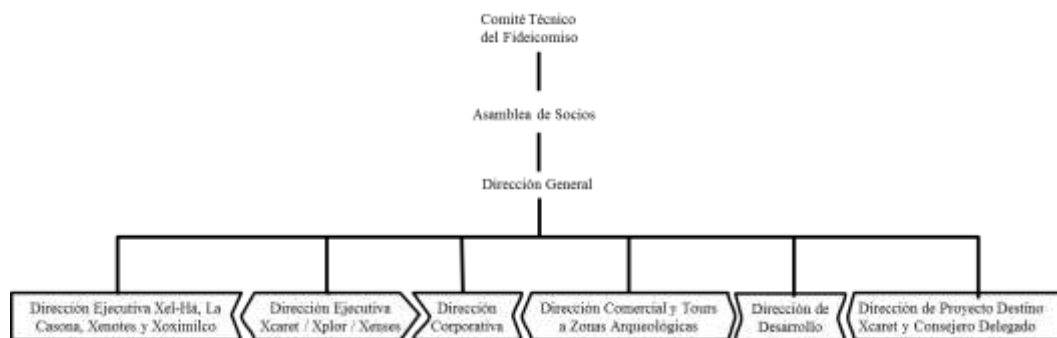 Comité Técnico
del Fideicomiso
Asamblea de Socios
Dirección General
Dirección Ejecutiva Xel-Há, La
Casona, Xenotes y Xoximilco
Dirección Ejecutiva
Xcaret / Xplor / Xenses
Dirección
Corporativa
Dirección Comercial y Tours
a Zonas Arqueológicas
Dirección de
Desarrollo
Dirección de Proyecto Destino
Xcaret y Consejero Delegado